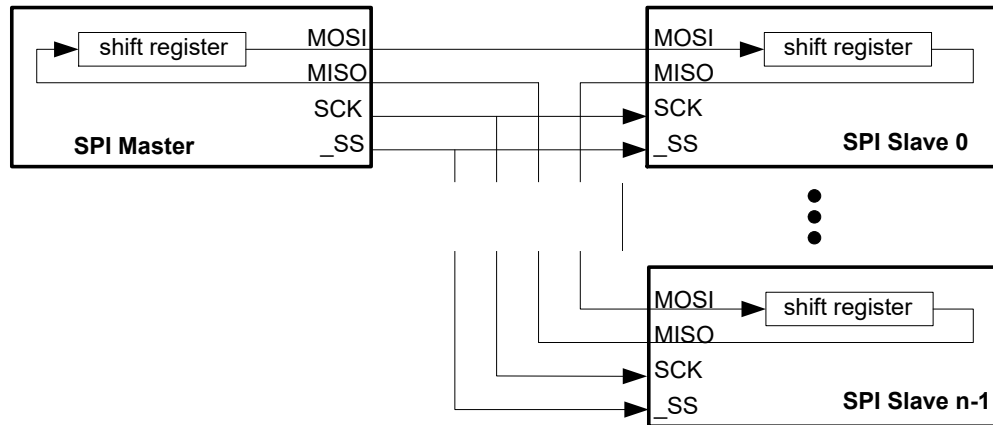 shift register
MOSI
MISO
SCK
_SS
SPI Master
MOSI
shift register
MISO
SCK
_SS
SPI Slave 0
MOSI
shift register
MISO
SCK
_SS
SPI Slave n-1